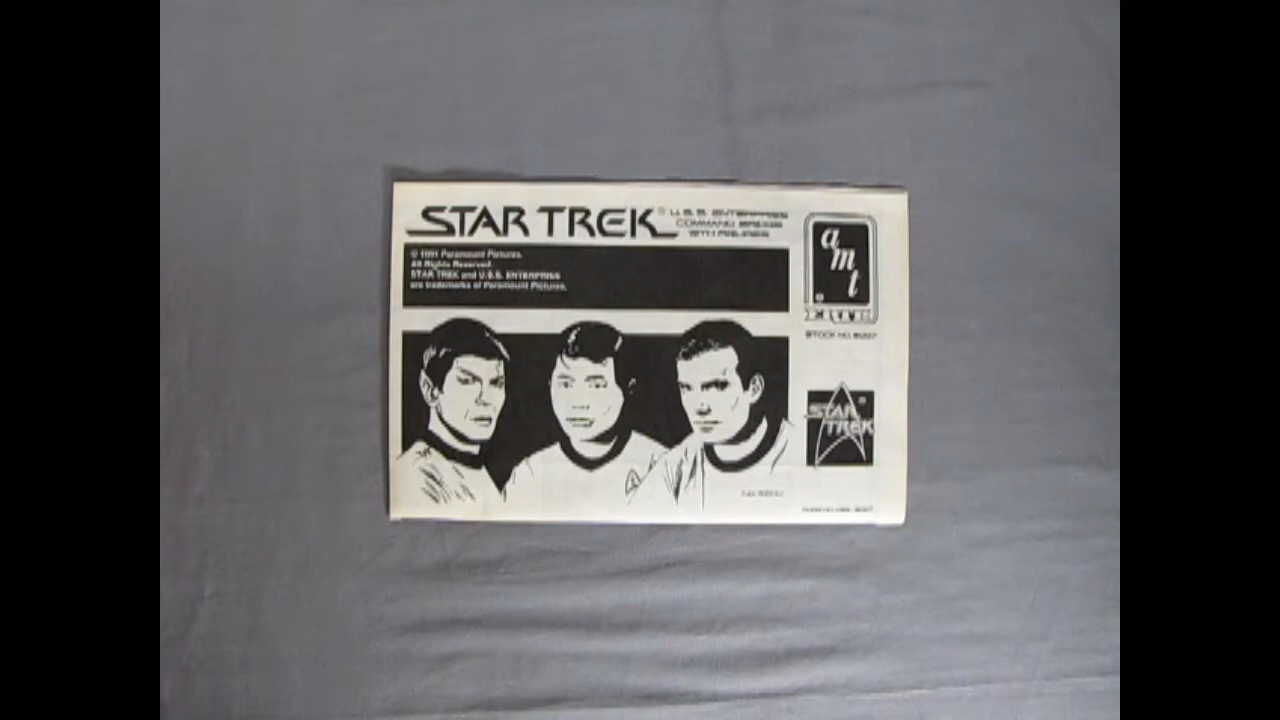 STAR TREK®
U.S.S. ENTERPRISE
COMMAND BRIDGE
WITH FIGURES
© 1991 Paramount Pictures.
All Rights Reserved.
STAR TREK and U.S.S. ENTERPRISE
are trademarks of Paramount Pictures.
amt
®
ERTL
STOCK NO.
STAR
TREK
®